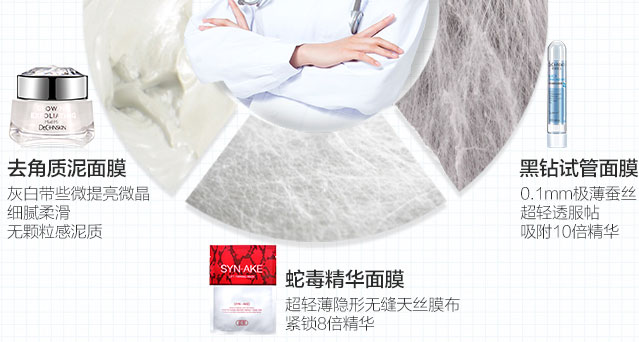 去角质泥面膜
灰白带些微提亮微晶
细腻柔滑
无颗粒感泥质
黑钻试管面膜
0.1mm极薄蚕丝
超轻透服帖
吸附10倍精华
SYN-AKE
蛇毒精华面膜
超轻薄隐形无缝天丝膜布
紧锁8倍精华